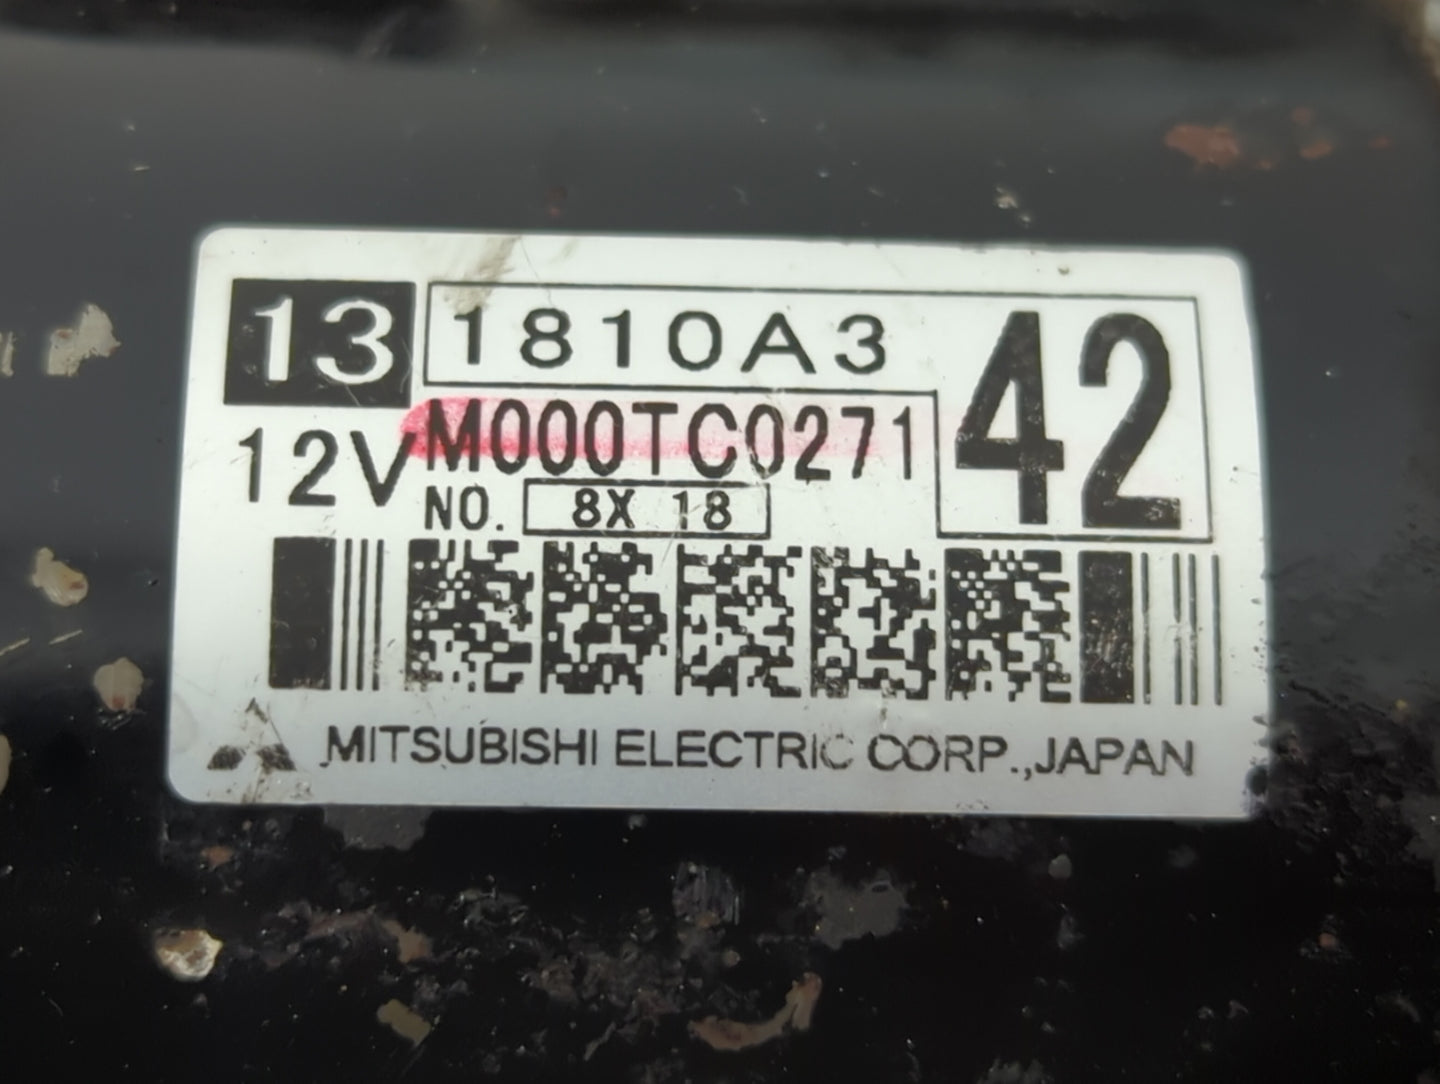 13 1810A3 42
12V M000TC0271
NO. 8X 18
MITSUBISHI ELECTRIC CORP.,JAPAN